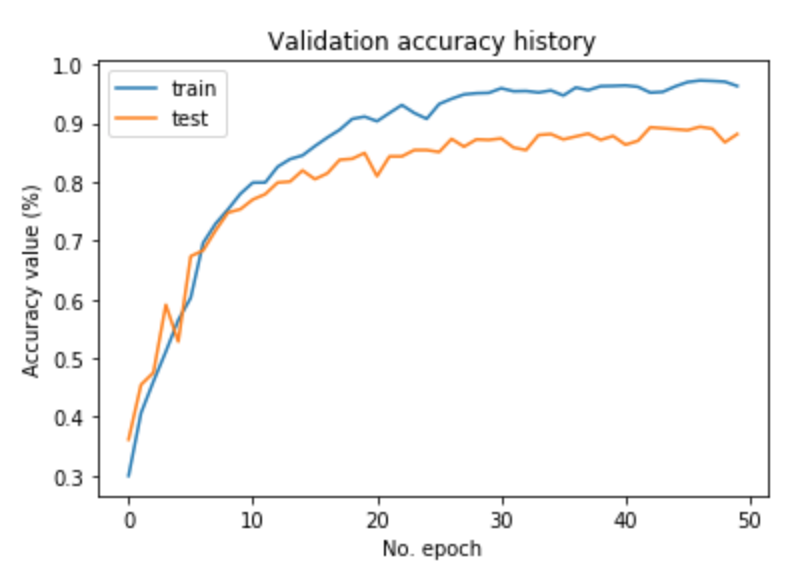 Validation accuracy history
train
test
1.0
0.9
0.8
0.7
0.6
0.5
0.4
0.3
Accuracy value (%)
0 10 20 30 40 50
No. epoch